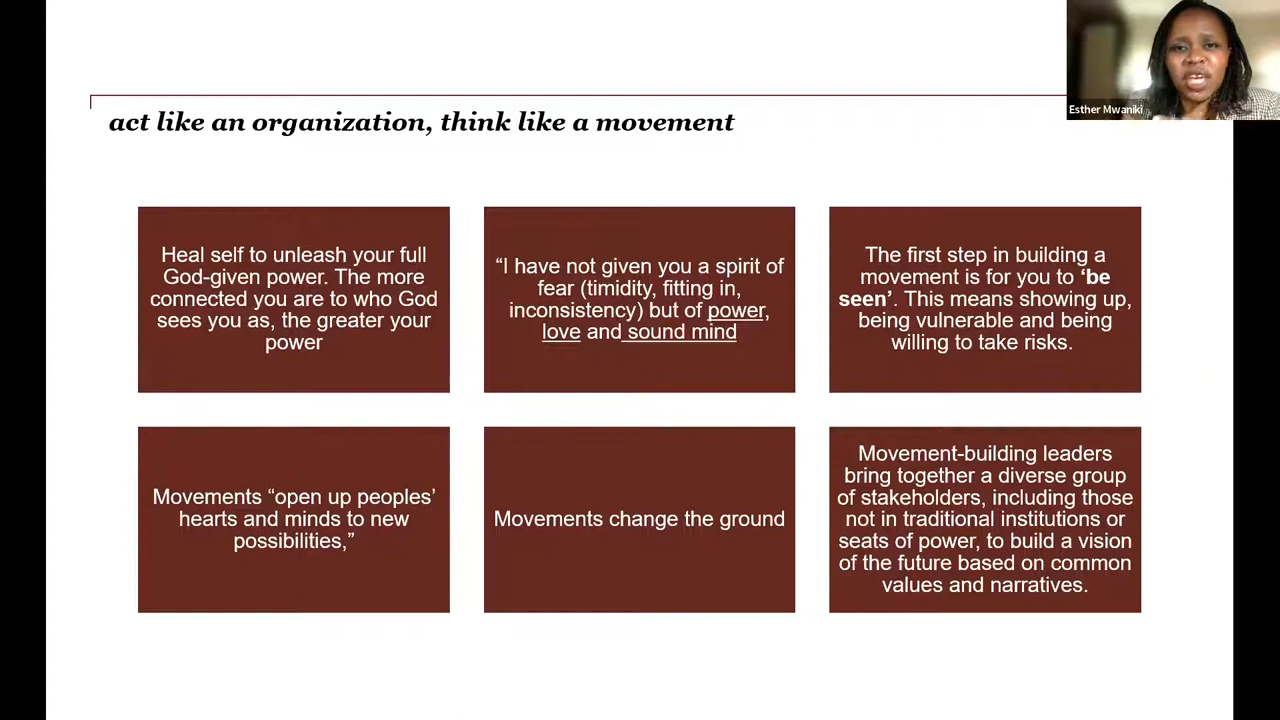 act like an organization, think like a movement
Esther Mwaniki
Heal self to unleash your full
God-given power. The more
connected you are to who God
sees you as, the greater your
power
“I have not given you a spirit of
fear (timidity, fitting in,
inconsistency) but of power,
love and sound mind
The first step in building a
movement is for you to ‘be
seen’. This means showing up,
being vulnerable and being
willing to take risks.
Movements “open up peoples’
hearts and minds to new
possibilities,”
Movements change the ground
Movement-building leaders
bring together a diverse group
of stakeholders, including those
not in traditional institutions or
seats of power, to build a vision
of the future based on common
values and narratives.